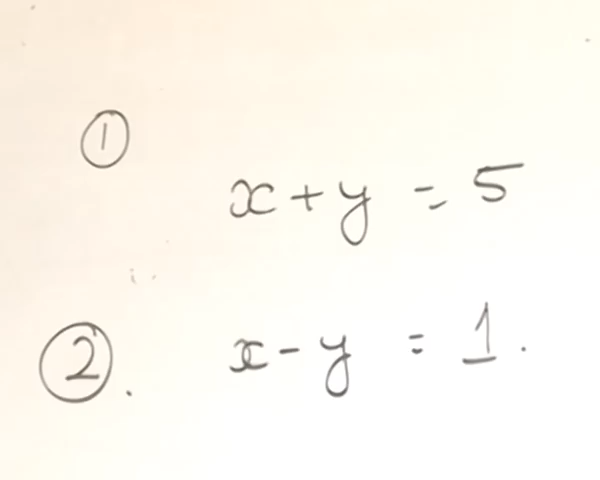 ① x+y = 5
②. x-y = 1.